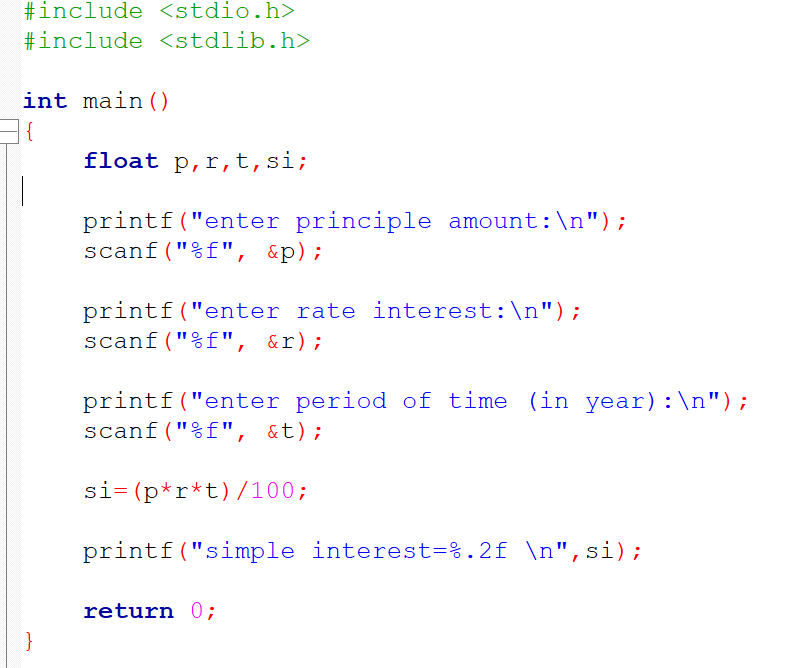 #include <stdio.h>
#include <stdlib.h>
int main()
{
float p,r,t,si;
printf("enter principle amount:\n");
scanf("%f", &p);
printf("enter rate interest:\n");
scanf("%f", &r);
printf("enter period of time (in year):\n");
scanf("%f", &t);
si=(p*r*t)/100;
printf("simple interest=%.2f \n",si);
return 0;
}